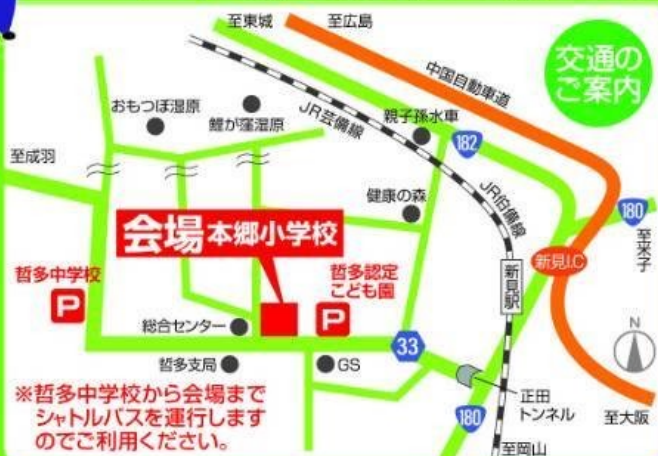 至東城
至広島
交通の
ご案内
中国自動車道
おもつぼ湿原
鯉が窪湿原
JR芸備線
親子孫水車
182
至成羽
健康の森
JR伯備線
180
至米子
会場 本郷小学校
新見I.C
新見駅
哲多中学校
P
哲多認定
こども園
P
N
総合センター
33
哲多支局
GS
※哲多中学校から会場まで
シャトルバスを運行します
のでご利用ください。
正田
トンネル
180
至大阪
至岡山